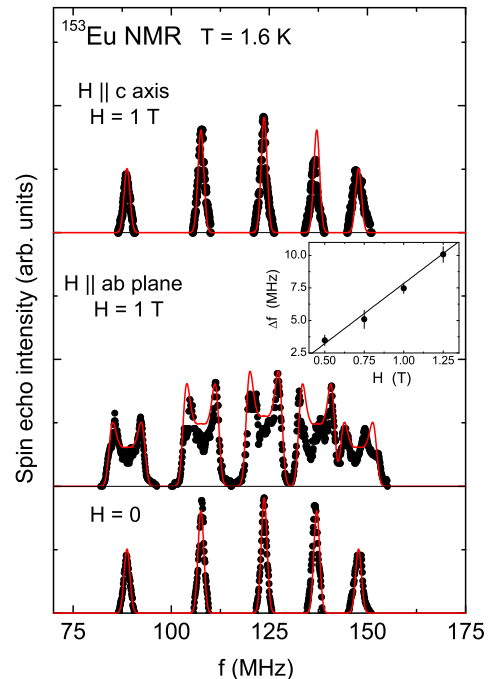 ¹⁵³Eu NMR T = 1.6 K
H || c axis
H = 1 T
H || ab plane
H = 1 T
10.0
7.5
5.0
2.5
Δf (MHz)
0.50 0.75 1.00 1.25
H (T)
H = 0
Spin echo intensity (arb. units)
75 100 125 150 175
f (MHz)